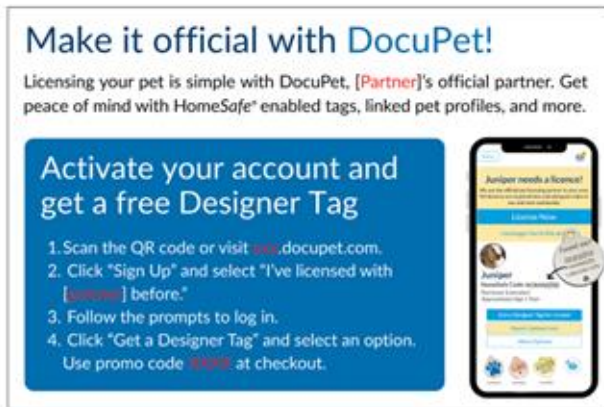 Make it official with DocuPet!
Licensing your pet is simple with DocuPet, [Partner]'s official partner. Get
peace of mind with HomeSafe® enabled tags, linked pet profiles, and more.
Activate your account and
get a free Designer Tag
1. Scan the QR code or visit .docupet.com.
2. Click "Sign Up" and select "I've licensed with
[partner] before."
3. Follow the prompts to log in.
4. Click "Get a Designer Tag" and select an option.
Use promo code at checkout.
Juniper needs a licence!
License Now
Juniper